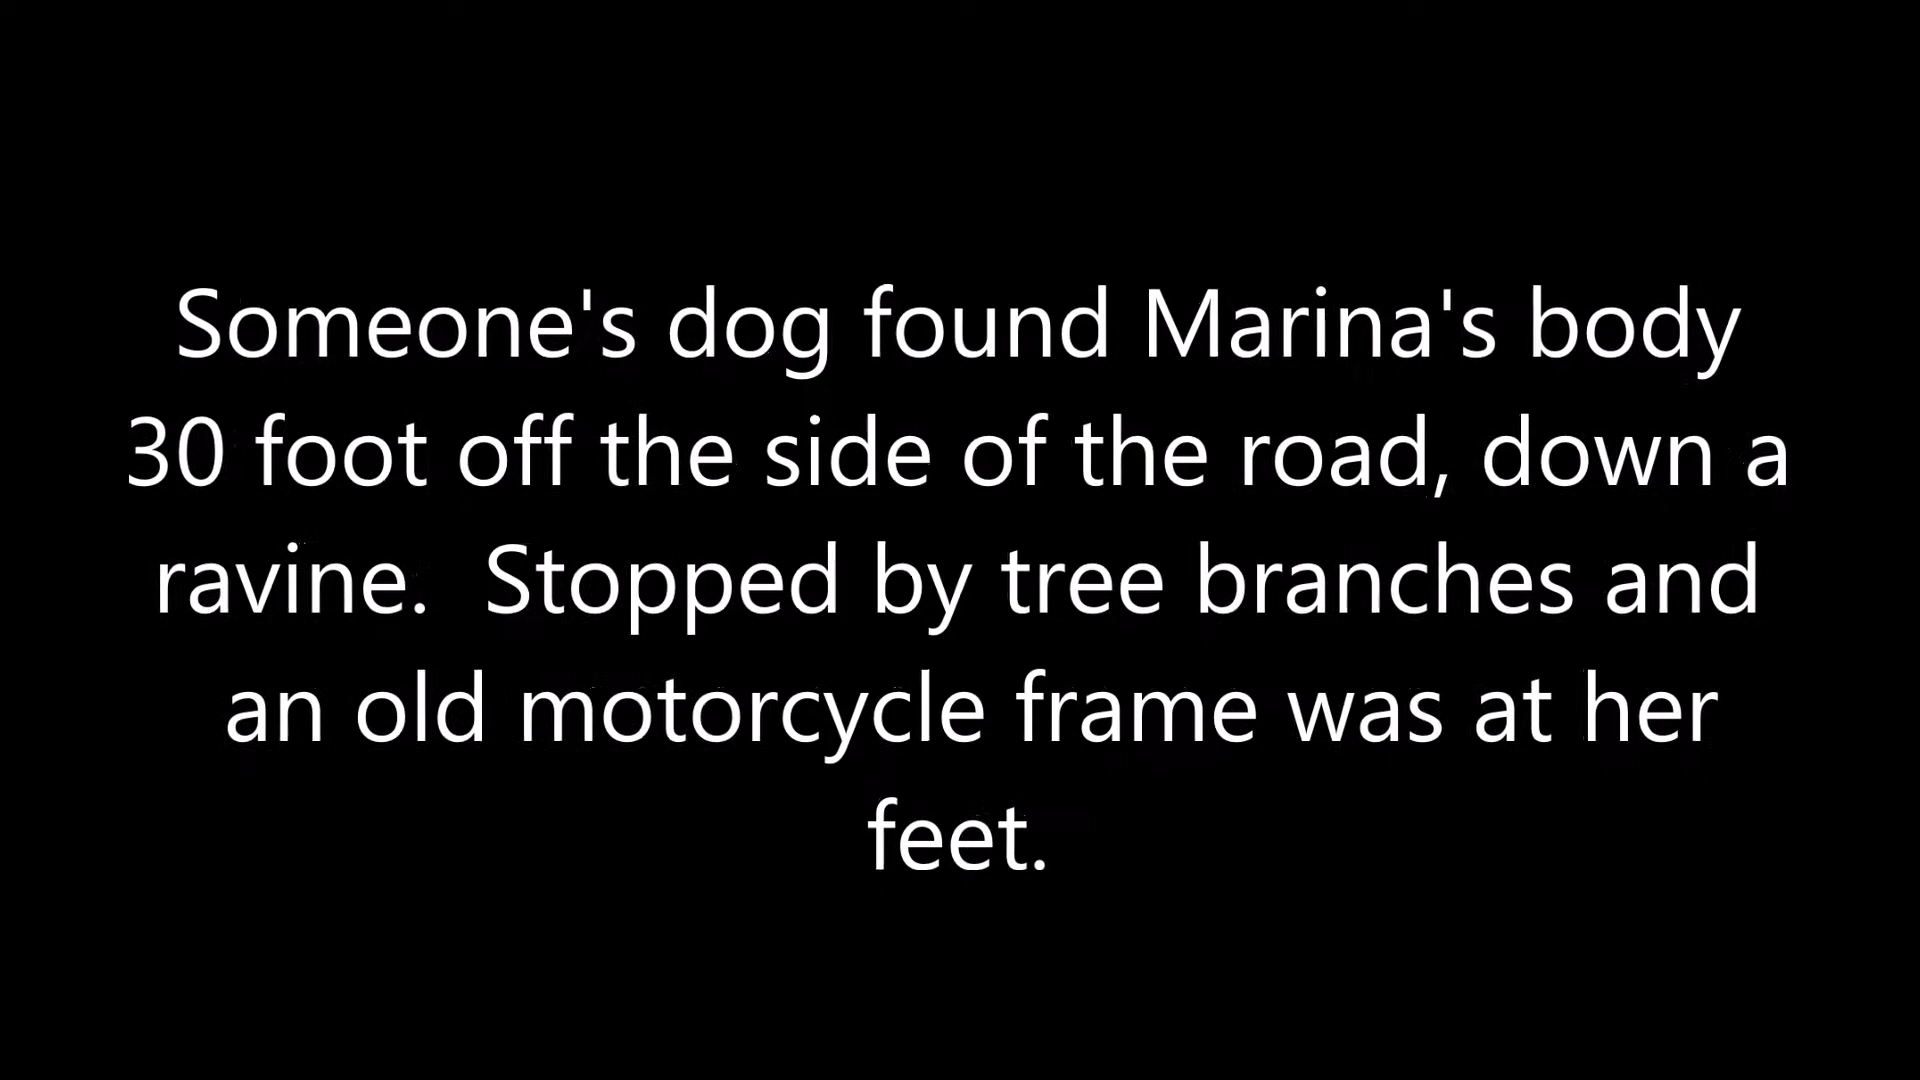 Someone's dog found Marina's body
30 foot off the side of the road, down a
ravine.  Stopped by tree branches and
an old motorcycle frame was at her
feet.